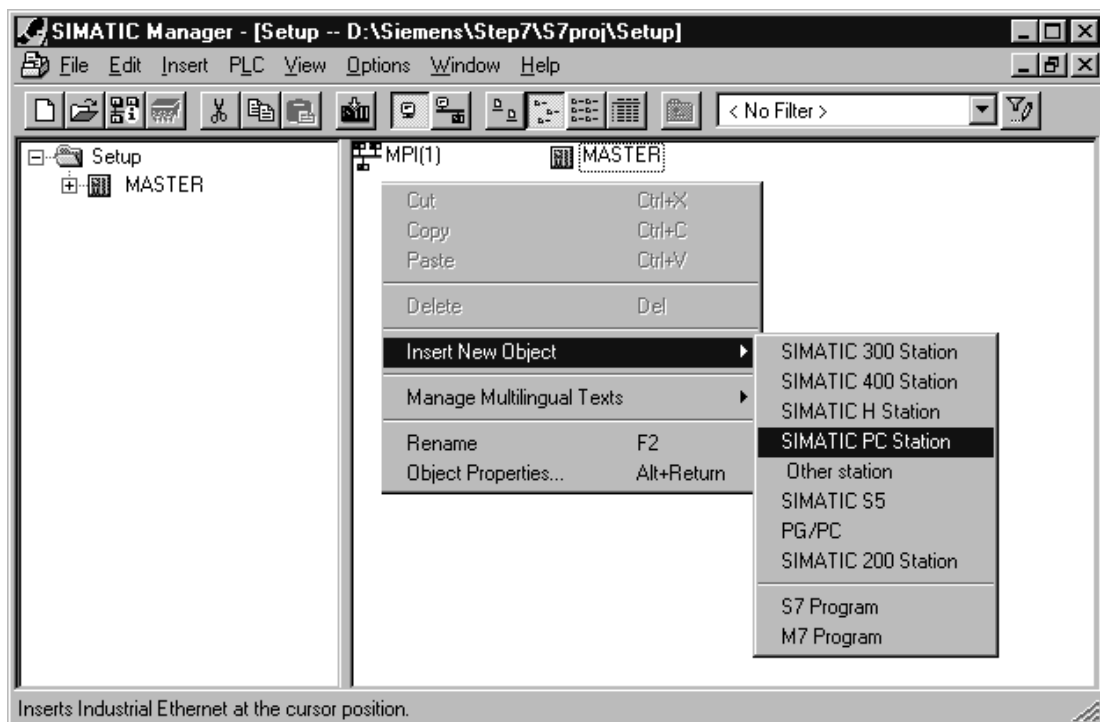 SIMATIC Manager - [Setup -- D:\Siemens\Step7\S7proj\Setup]
File Edit Insert PLC View Options Window Help
< No Filter >
Setup
MASTER
MPI(1) MASTER
Cut Ctrl+X
Copy Ctrl+C
Paste Ctrl+V
Delete Del
Insert New Object
Manage Multilingual Texts
Rename F2
Object Properties... Alt+Return
SIMATIC 300 Station
SIMATIC 400 Station
SIMATIC H Station
SIMATIC PC Station
Other station
SIMATIC S5
PG/PC
SIMATIC 200 Station
S7 Program
M7 Program
Inserts Industrial Ethernet at the cursor position.